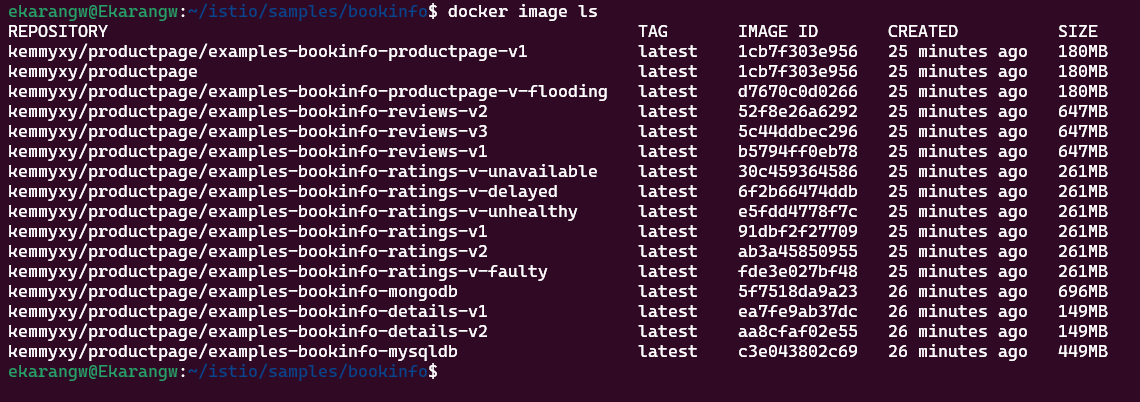 ekarangw@Ekarangw:~/istio/samples/bookinfo$ docker image ls
REPOSITORY TAG IMAGE ID CREATED SIZE
kemmyxy/productpage/examples-bookinfo-productpage-v1 latest 1cb7f303e956 25 minutes ago 180MB
kemmyxy/productpage latest 1cb7f303e956 25 minutes ago 180MB
kemmyxy/productpage/examples-bookinfo-productpage-v-flooding latest d7670c0d0266 25 minutes ago 180MB
kemmyxy/productpage/examples-bookinfo-reviews-v2 latest 52f8e26a6292 25 minutes ago 647MB
kemmyxy/productpage/examples-bookinfo-reviews-v3 latest 5c44ddbec296 25 minutes ago 647MB
kemmyxy/productpage/examples-bookinfo-reviews-v1 latest b5794ff0eb78 25 minutes ago 647MB
kemmyxy/productpage/examples-bookinfo-ratings-v-unavailable latest 30c459364586 25 minutes ago 261MB
kemmyxy/productpage/examples-bookinfo-ratings-v-delayed latest 6f2b66474ddb 25 minutes ago 261MB
kemmyxy/productpage/examples-bookinfo-ratings-v-unhealthy latest e5fdd4778f7c 25 minutes ago 261MB
kemmyxy/productpage/examples-bookinfo-ratings-v1 latest 91dbf2f27709 25 minutes ago 261MB
kemmyxy/productpage/examples-bookinfo-ratings-v2 latest ab3a45850955 25 minutes ago 261MB
kemmyxy/productpage/examples-bookinfo-ratings-v-faulty latest fde3e027bf48 25 minutes ago 261MB
kemmyxy/productpage/examples-bookinfo-mongodb latest 5f7518da9a23 26 minutes ago 696MB
kemmyxy/productpage/examples-bookinfo-details-v1 latest ea7fe9ab37dc 26 minutes ago 149MB
kemmyxy/productpage/examples-bookinfo-details-v2 latest aa8cfaf02e55 26 minutes ago 149MB
kemmyxy/productpage/examples-bookinfo-mysqldb latest c3e043802c69 26 minutes ago 449MB
ekarangw@Ekarangw:~/istio/samples/bookinfo$